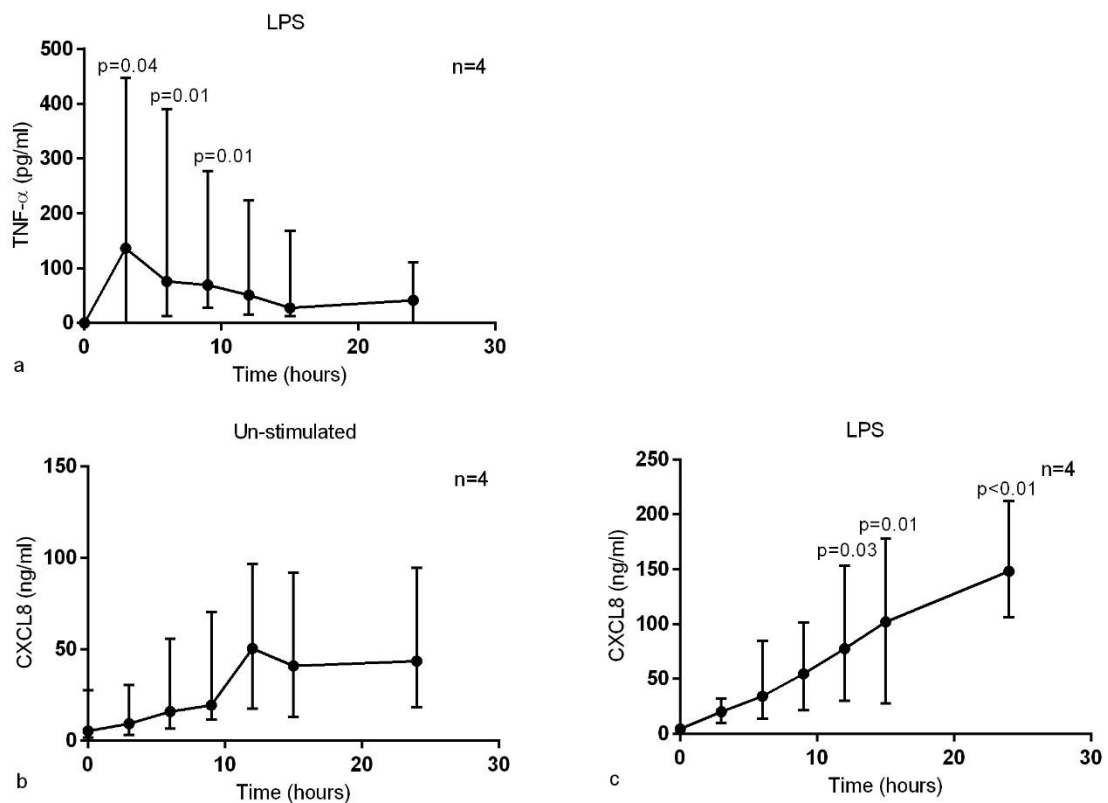 LPS
500
400
300
200
100
0
TNF-α (pg/ml)
p=0.04
p=0.01
p=0.01
n=4
0 10 20 30
Time (hours)
a
Un-stimulated
150
100
50
0
CXCL8 (ng/ml)
n=4
0 10 20 30
Time (hours)
b
LPS
250
200
150
100
50
0
CXCL8 (ng/ml)
p=0.03
p=0.01
p<0.01
n=4
0 10 20 30
Time (hours)
c